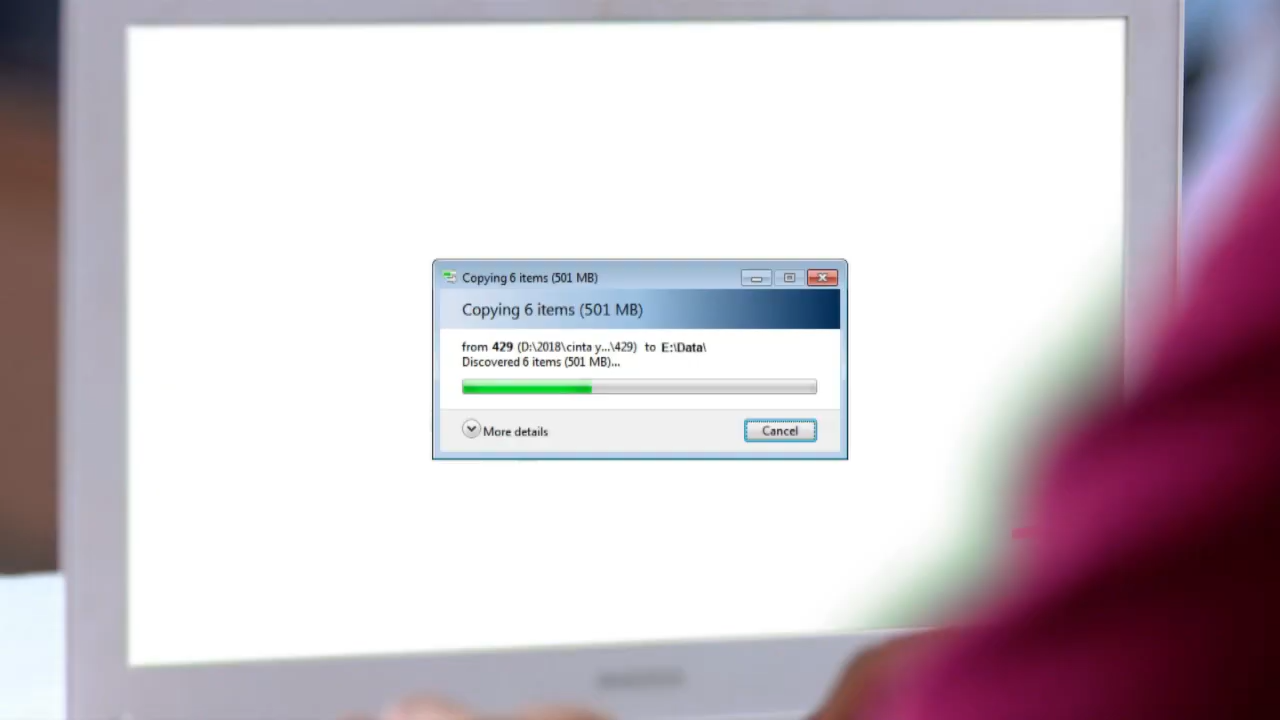 Copying 6 items (501 MB)
Copying 6 items (501 MB)
from 429 (D:\2018\cinta y...\429) to E:\Data\
Discovered 6 items (501 MB)...
More details
Cancel